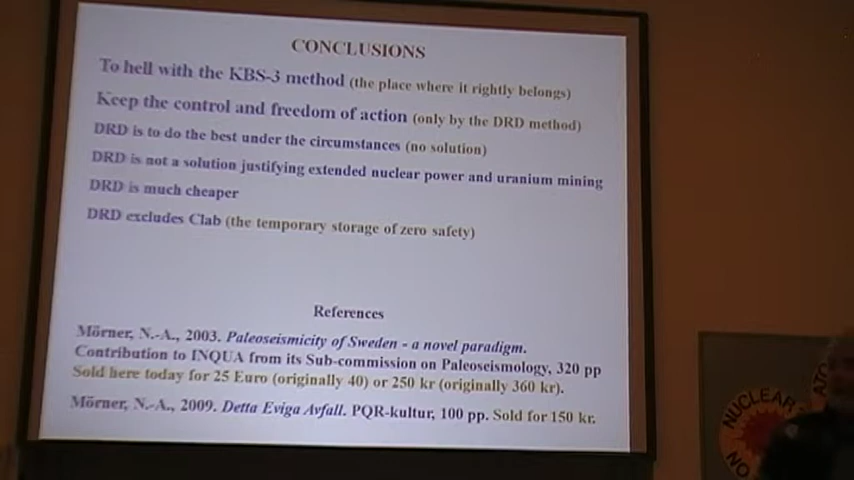 CONCLUSIONS
To hell with the KBS-3 method (the place where it rightly belongs)
Keep the control and freedom of action (only by the DRD method)
DRD is to do the best under the circumstances (no solution)
DRD is not a solution justifying extended nuclear power and uranium mining
DRD is much cheaper
DRD excludes Clab (the temporary storage of zero safety)
References
Mörner, N.-A., 2003. Paleoseismicity of Sweden - a novel paradigm.
Contribution to INQUA from its Sub-commission on Paleoseismology, 320 pp
Sold here today for 25 Euro (originally 40) or 250 kr (originally 360 kr).
Mörner, N.-A., 2009. Detta Eviga Avfall. PQR-kultur, 100 pp. Sold for 150 kr.
NUCLEAR
NO